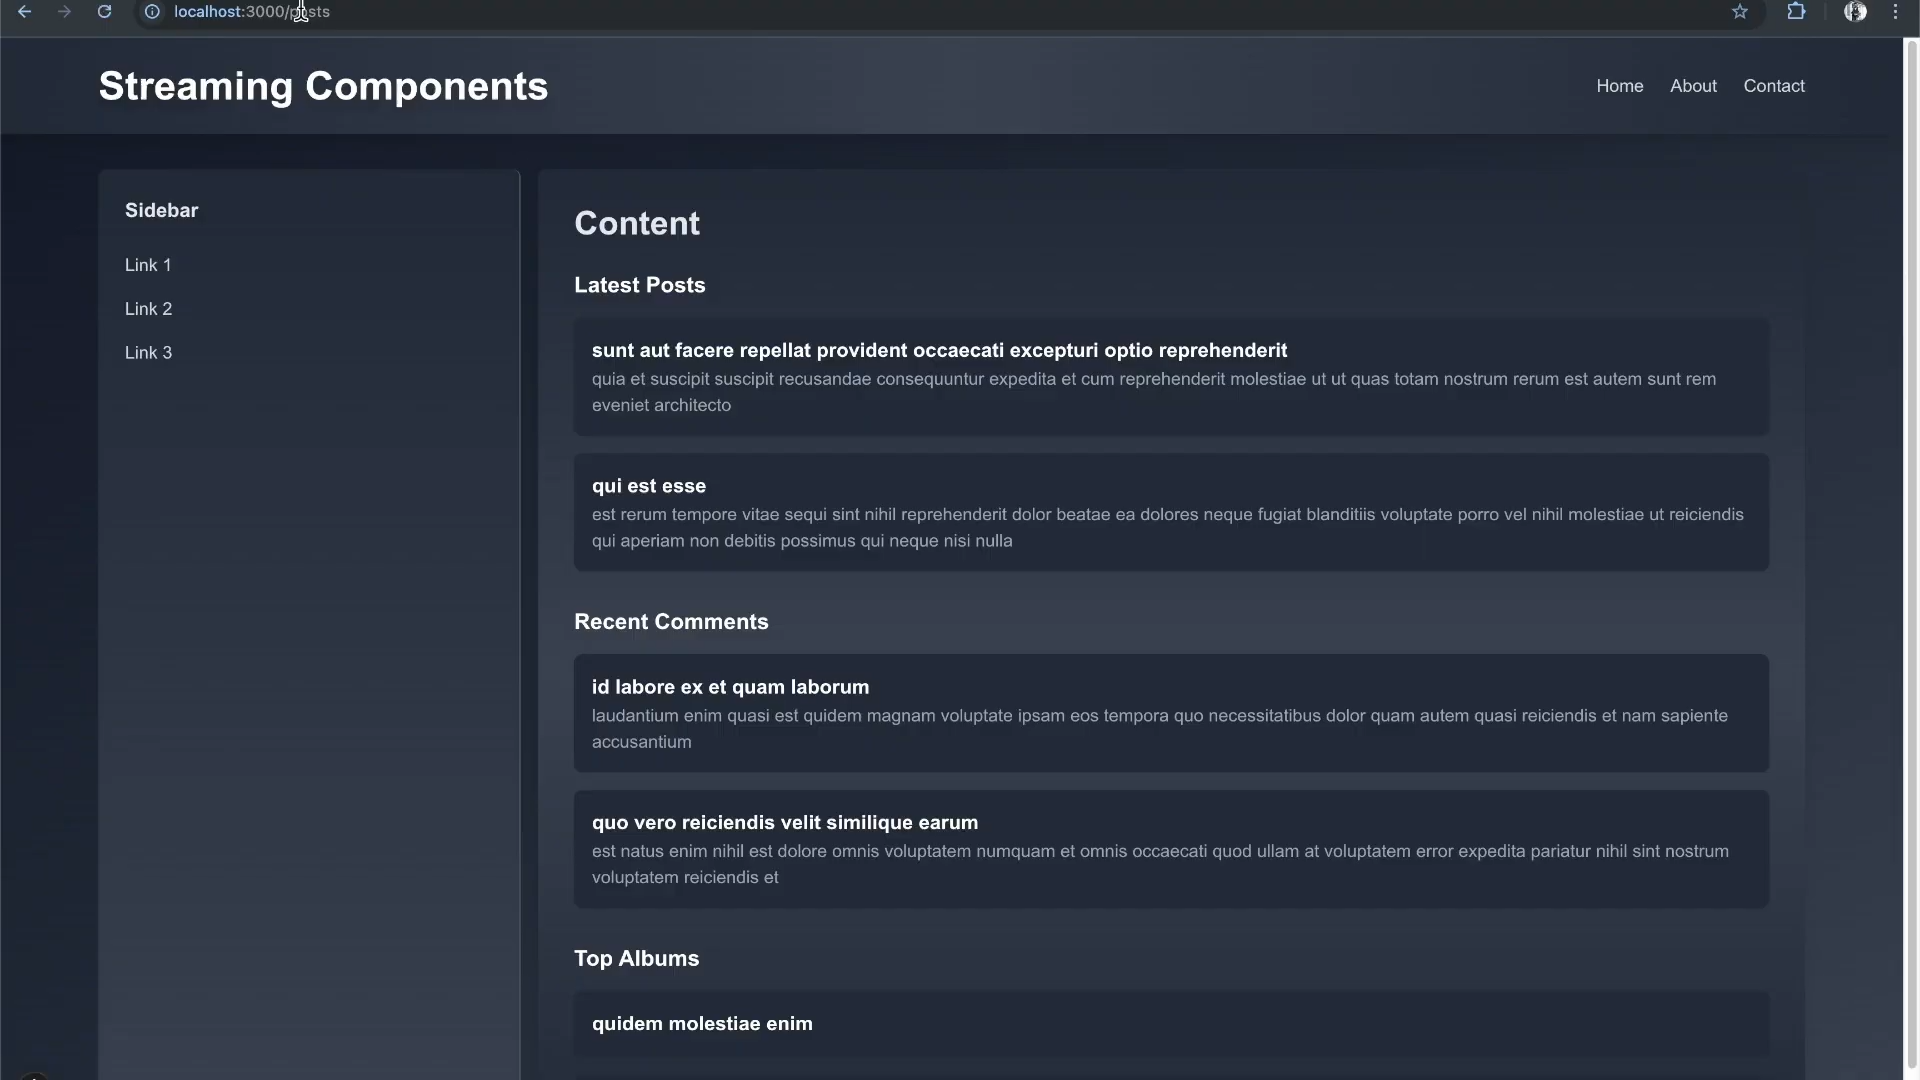 localhost:3000/posts
Streaming Components
Home About Contact
Sidebar
Link 1
Link 2
Link 3
Content
Latest Posts
sunt aut facere repellat provident occaecati excepturi optio reprehenderit
quia et suscipit suscipit recusandae consequuntur expedita et cum reprehenderit molestiae ut ut quas totam nostrum rerum est autem sunt rem
eveniet architecto
qui est esse
est rerum tempore vitae sequi sint nihil reprehenderit dolor beatae ea dolores neque fugiat blanditiis voluptate porro vel nihil molestiae ut reiciendis
qui aperiam non debitis possimus qui neque nisi nulla
Recent Comments
id labore ex et quam laborum
laudantium enim quasi est quidem magnam voluptate ipsam eos tempora quo necessitatibus dolor quam autem quasi reiciendis et nam sapiente
accusantium
quo vero reiciendis velit similique earum
est natus enim nihil est dolore omnis voluptatem numquam et omnis occaecati quod ullam at voluptatem error expedita pariatur nihil sint nostrum
voluptatem reiciendis et
Top Albums
quidem molestiae enim